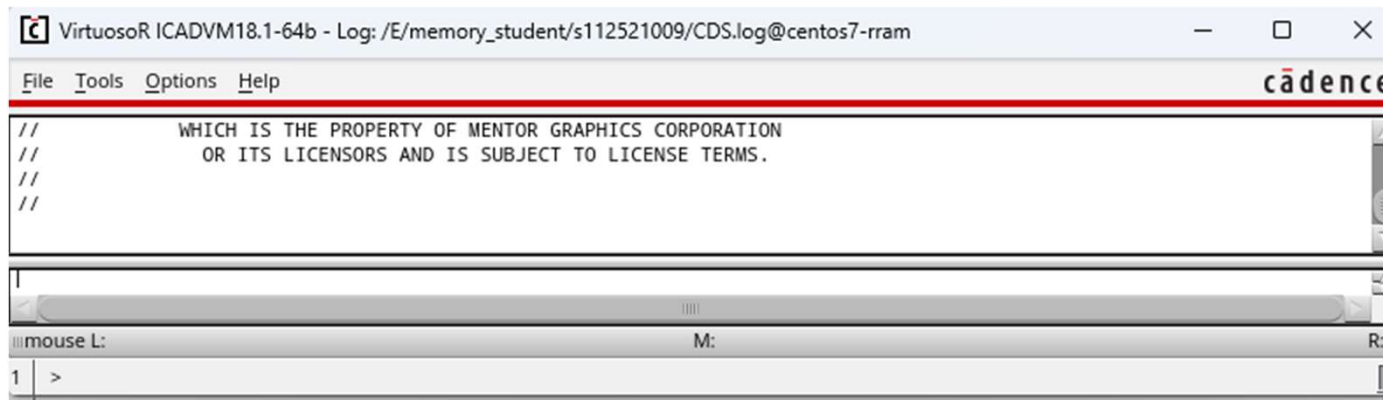 VirtuosoR ICADVM18.1-64b - Log: /E/memory_student/s112521009/CDS.log@centos7-rram
File Tools Options Help
cādence
// WHICH IS THE PROPERTY OF MENTOR GRAPHICS CORPORATION
// OR ITS LICENSORS AND IS SUBJECT TO LICENSE TERMS.
//
//
mouse L: M: R:
1 >